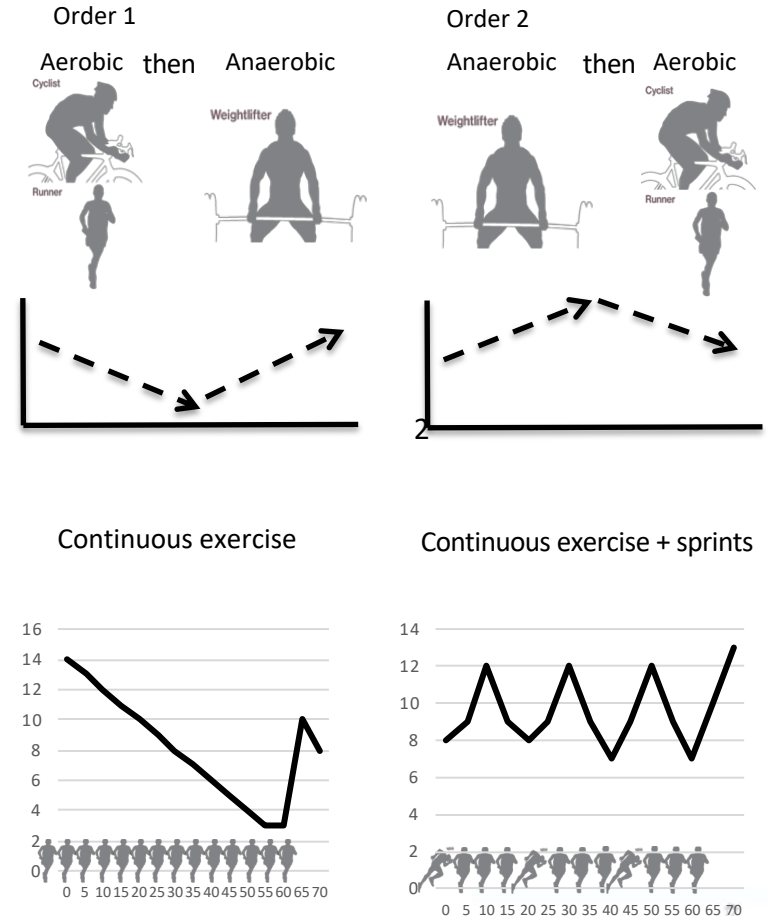 Order 1
Aerobic then Anaerobic
Cyclist
Weightlifter
Runner
Order 2
Anaerobic then Aerobic
Cyclist
Weightlifter
Runner
2
Continuous exercise
16
14
12
10
8
6
4
2
0
0 5 10 15 20 25 30 35 40 45 50 55 60 65 70
Continuous exercise + sprints
14
12
10
8
6
4
2
0
0 5 10 15 20 25 30 35 40 45 50 55 60 65 70